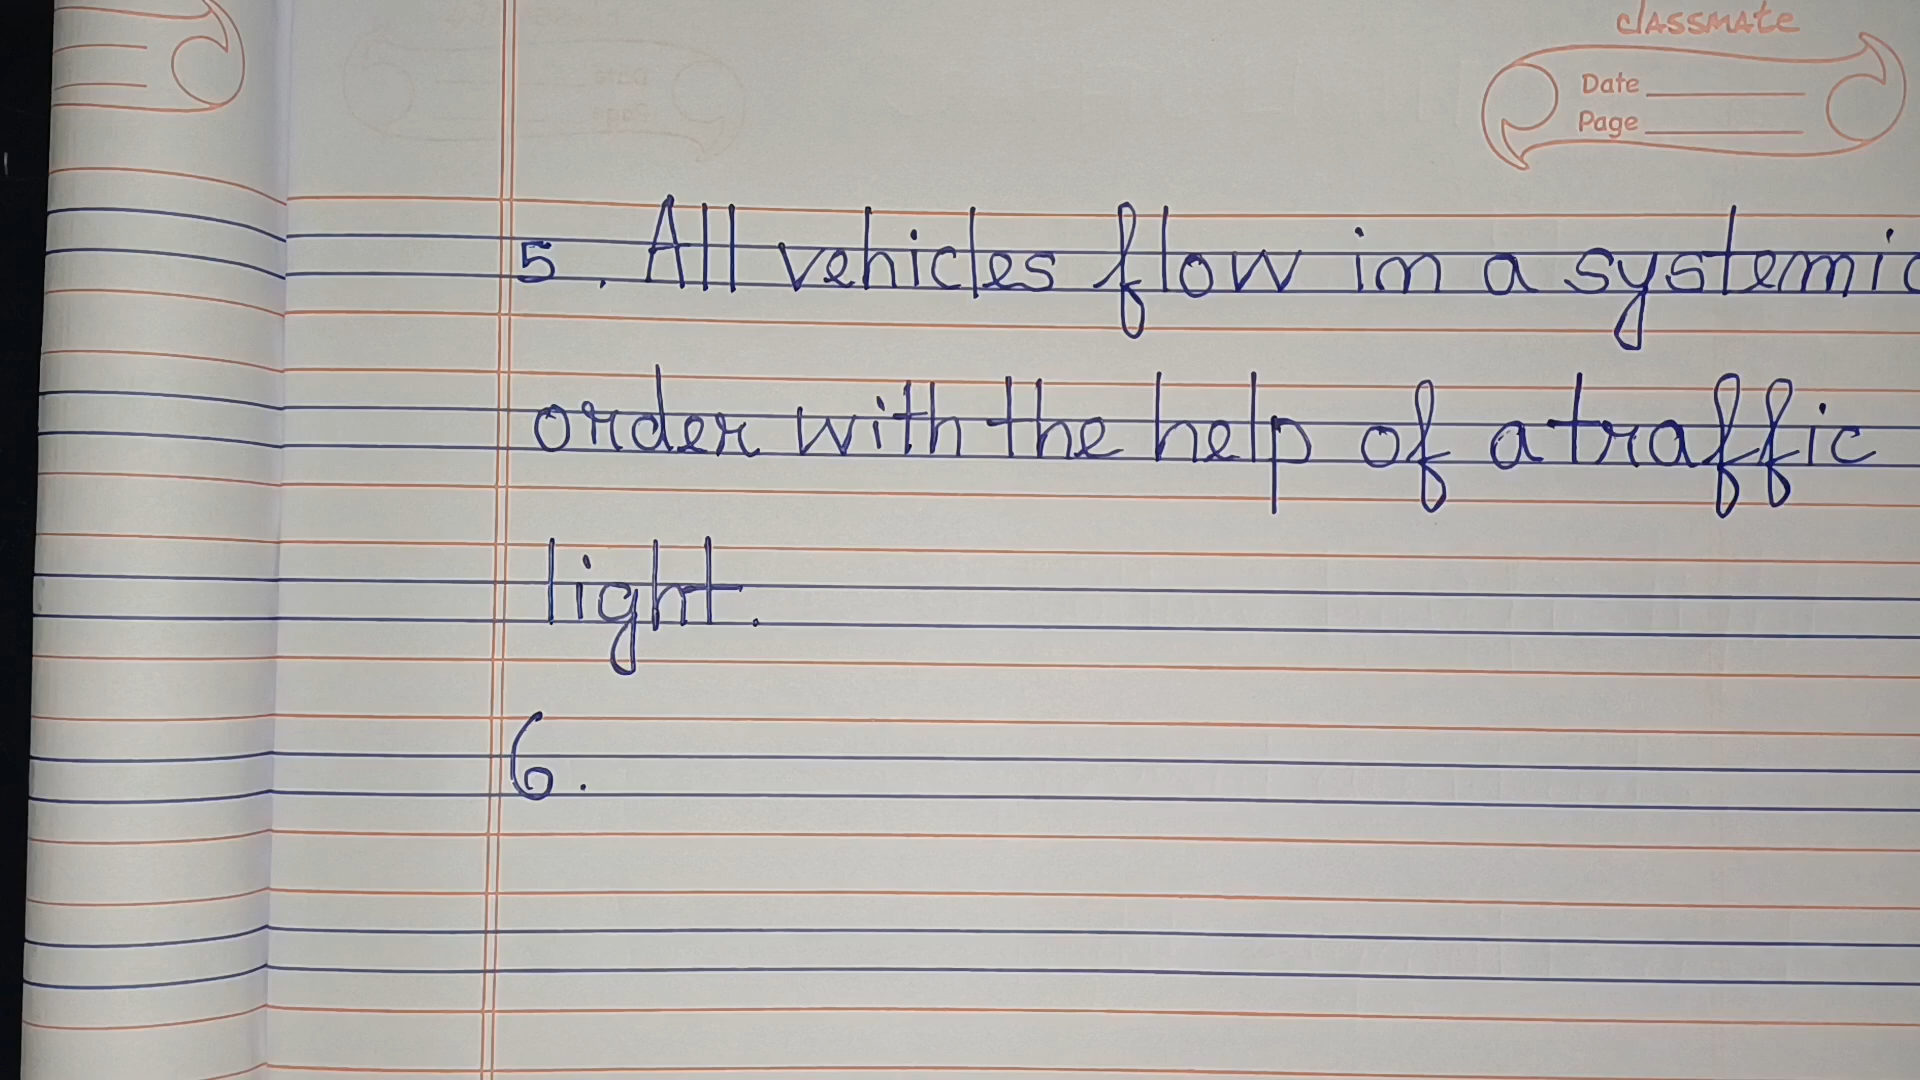 classmate
Date
Page
5. All vehicles flow in a systemic
order with the help of a traffic
light.
6.